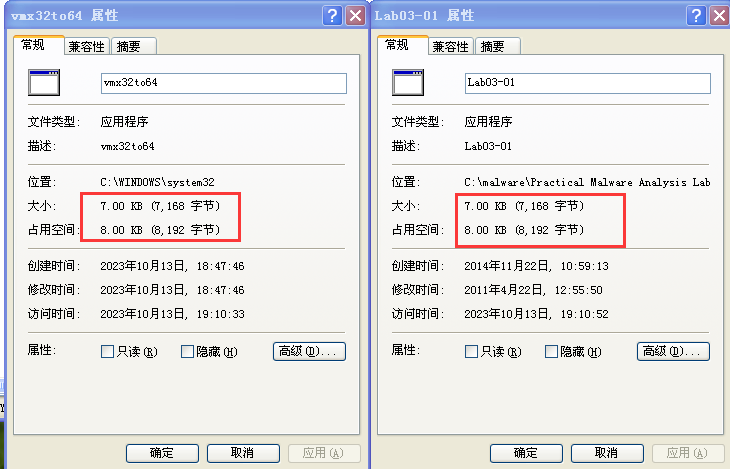 vmx32to64 属性
常规 兼容性 摘要
vmx32to64
文件类型: 应用程序
描述: vmx32to64
位置: C:\WINDOWS\system32
大小: 7.00 KB (7,168 字节)
占用空间: 8.00 KB (8,192 字节)
创建时间: 2023年10月13日, 18:47:46
修改时间: 2023年10月13日, 18:47:46
访问时间: 2023年10月13日, 19:10:33
属性: 只读(R) 隐藏(H) 高级(D)...
确定 取消 应用(A)
Lab03-01 属性
常规 兼容性 摘要
Lab03-01
文件类型: 应用程序
描述: Lab03-01
位置: C:\malware\Practical Malware Analysis Lab
大小: 7.00 KB (7,168 字节)
占用空间: 8.00 KB (8,192 字节)
创建时间: 2014年11月22日, 10:59:13
修改时间: 2011年4月22日, 12:55:50
访问时间: 2023年10月13日, 19:10:52
属性: 只读(R) 隐藏(H) 高级(D)...
确定 取消 应用(A)